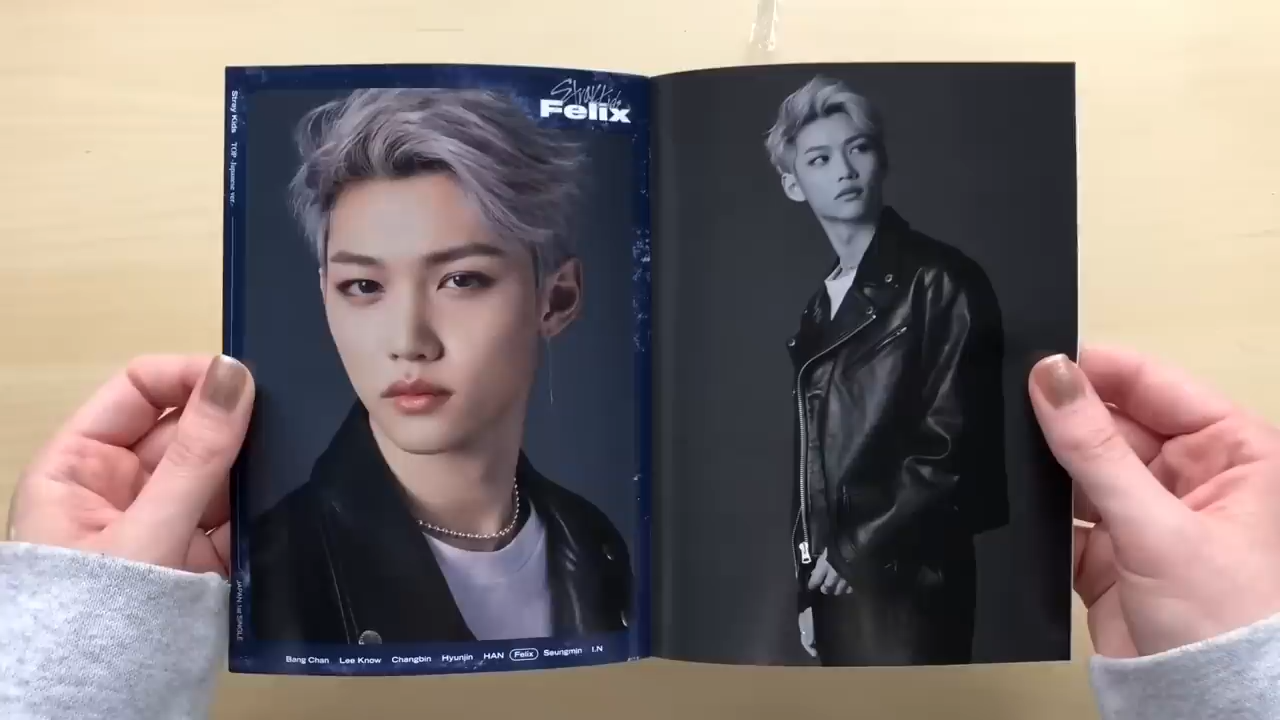 Stray Kids
Felix
Stray Kids TOP -Japanese ver.-
JAPAN 1st SINGLE
Bang Chan Lee Know Changbin Hyunjin HAN Felix Seungmin I.N